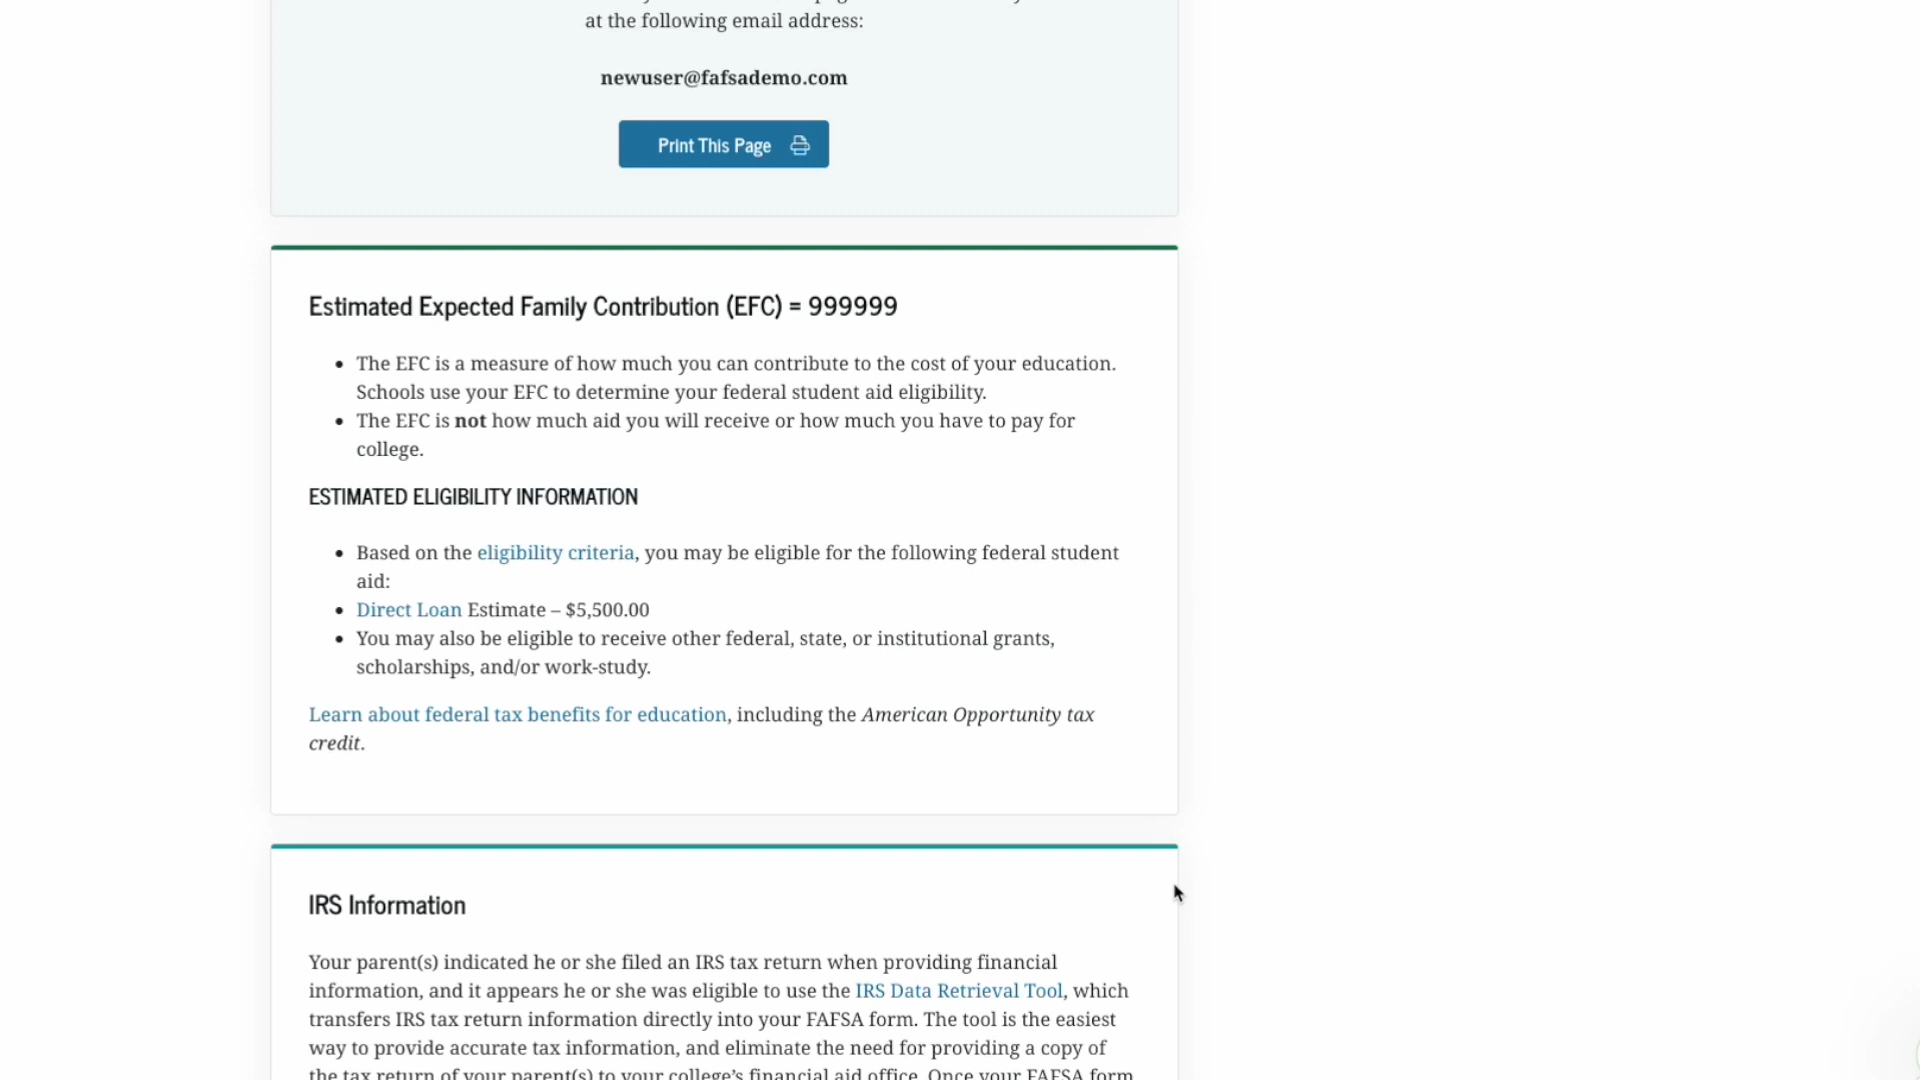 at the following email address:
newuser@fafsademo.com
Print This Page
Estimated Expected Family Contribution (EFC) = 999999
• The EFC is a measure of how much you can contribute to the cost of your education.
Schools use your EFC to determine your federal student aid eligibility.
• The EFC is not how much aid you will receive or how much you have to pay for
college.
ESTIMATED ELIGIBILITY INFORMATION
• Based on the eligibility criteria, you may be eligible for the following federal student
aid:
• Direct Loan Estimate – $5,500.00
• You may also be eligible to receive other federal, state, or institutional grants,
scholarships, and/or work-study.
Learn about federal tax benefits for education, including the American Opportunity tax
credit.
IRS Information
Your parent(s) indicated he or she filed an IRS tax return when providing financial
information, and it appears he or she was eligible to use the IRS Data Retrieval Tool, which
transfers IRS tax return information directly into your FAFSA form. The tool is the easiest
way to provide accurate tax information, and eliminate the need for providing a copy of
the tax return of your parent(s) to your college’s financial aid office. Once your FAFSA form